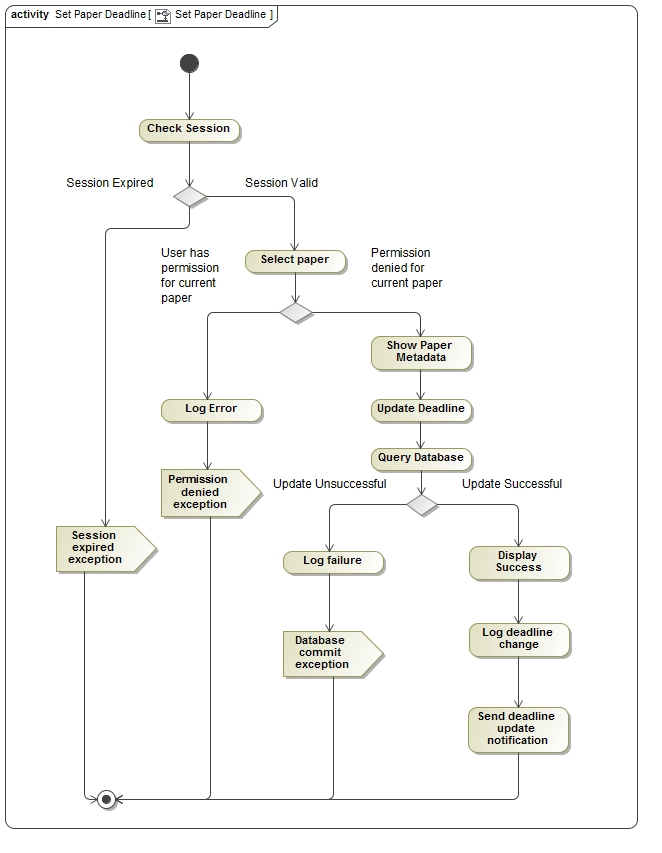 activity Set Paper Deadline [ Set Paper Deadline ]
Check Session
Session Expired
Session Valid
User has
permission
for current
paper
Select paper
Permission
denied for
current paper
Show Paper
Metadata
Log Error
Update Deadline
Query Database
Permission
denied
exception
Update Unsuccessful
Update Successful
Session
expired
exception
Log failure
Display
Success
Database
commit
exception
Log deadline
change
Send deadline
update
notification